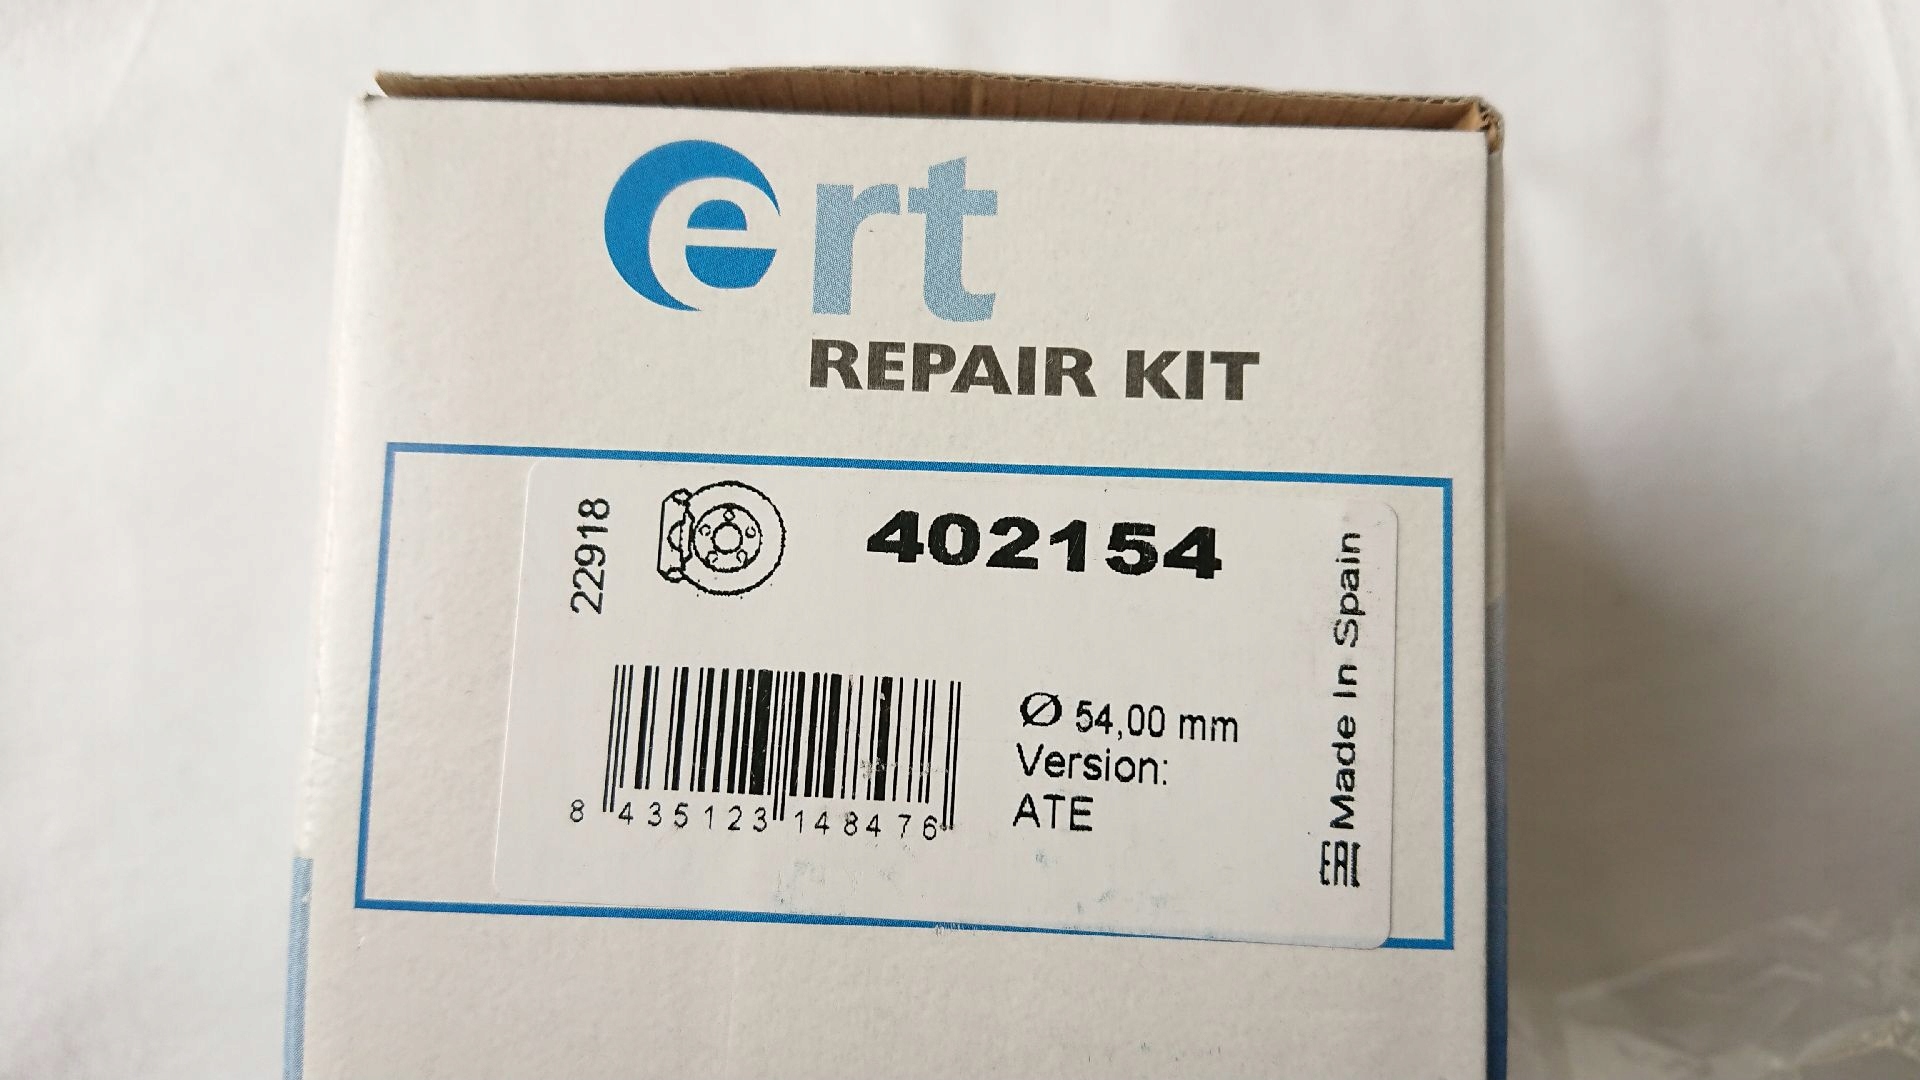 ert
REPAIR KIT
22918
402154
8 435123 148476
Ø 54,00 mm
Version:
ATE
EAC Made In Spain